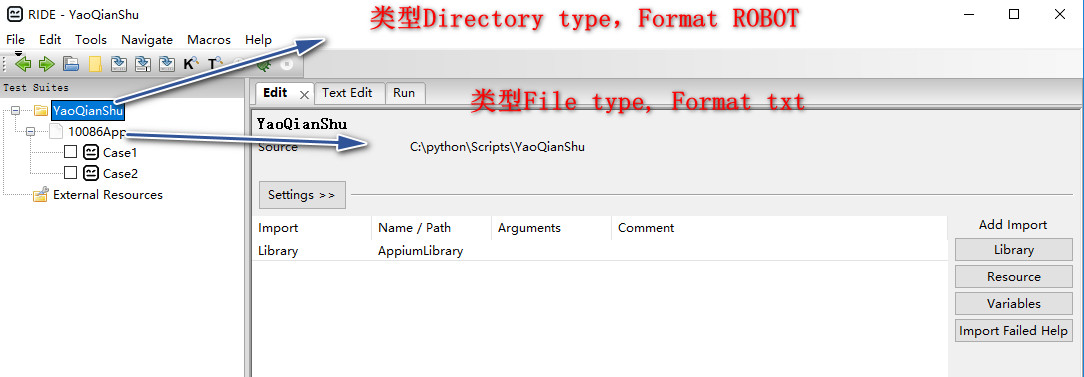 RIDE - YaoQianShu
类型Directory type，Format ROBOT
File Edit Tools Navigate Macros Help
K T
Test Suites
YaoQianShu
10086App
Case1
Case2
External Resources
Edit Text Edit Run
类型File type, Format txt
YaoQianShu
Source C:\python\Scripts\YaoQianShu
Settings >>
Import Name / Path Arguments Comment
Library AppiumLibrary
Add Import
Library
Resource
Variables
Import Failed Help